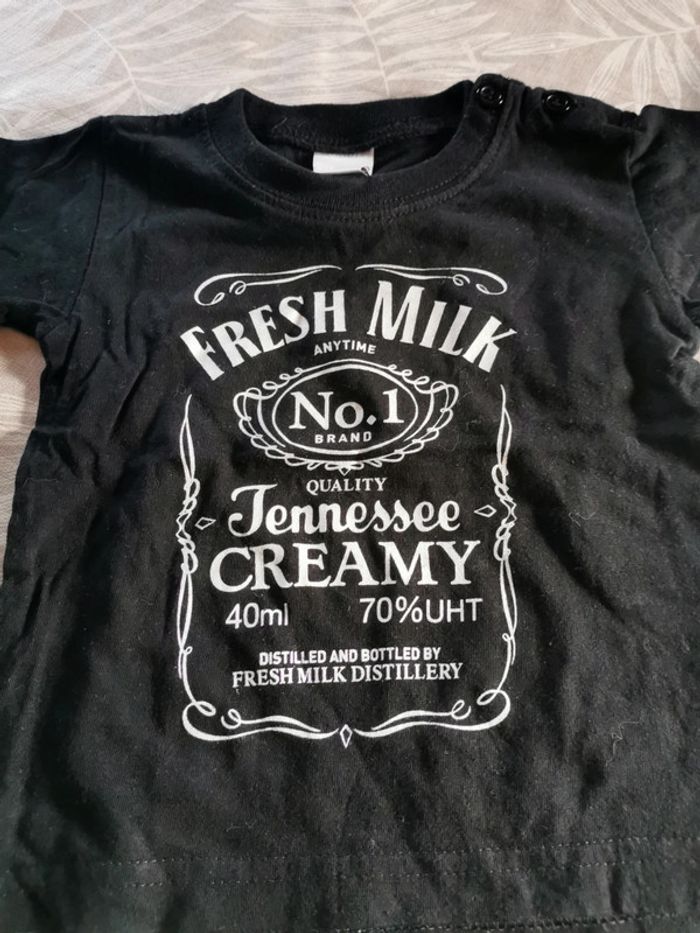 FRESH MILK
ANYTIME
No.1
BRAND
QUALITY
Tennessee
CREAMY
40ml 70%UHT
DISTILLED AND BOTTLED BY
FRESH MILK DISTILLERY